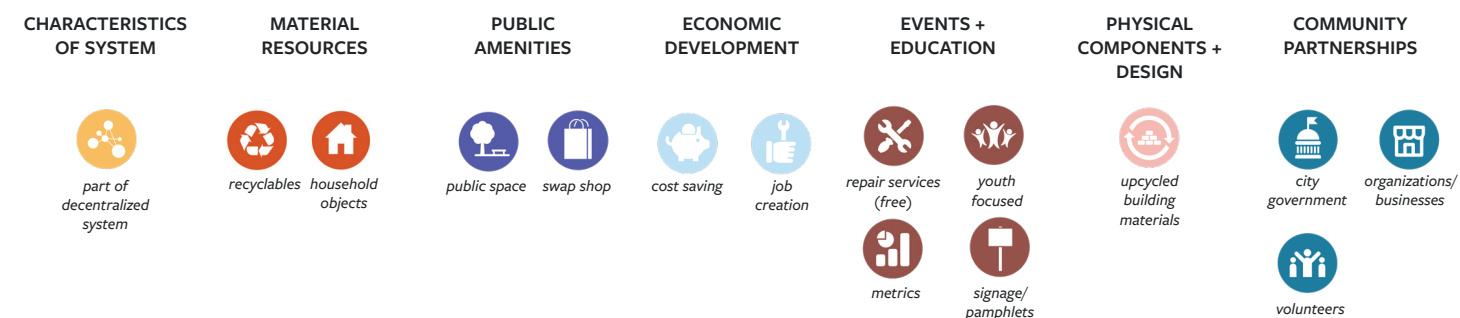 CHARACTERISTICS
OF SYSTEM
MATERIAL
RESOURCES
PUBLIC
AMENITIES
ECONOMIC
DEVELOPMENT
EVENTS +
EDUCATION
PHYSICAL
COMPONENTS +
DESIGN
COMMUNITY
PARTNERSHIPS
part of
decentralized
system
recyclables
household
objects
public space
swap shop
cost saving
job
creation
repair services
(free)
youth
focused
metrics
signage/
pamphlets
upcycled
building
materials
city
government
organizations/
businesses
volunteers